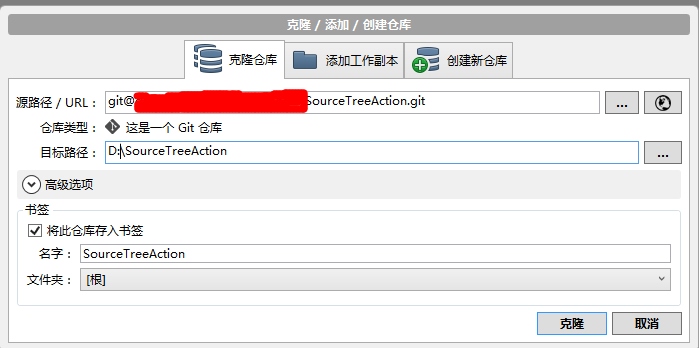 克隆 / 添加 / 创建仓库
克隆仓库 添加工作副本 创建新仓库
源路径 / URL： git@ SourceTreeAction.git ...
仓库类型： 这是一个 Git 仓库
目标路径： D:\SourceTreeAction ...
高级选项
书签
将此仓库存入书签
名字： SourceTreeAction
文件夹： [根]
克隆 取消